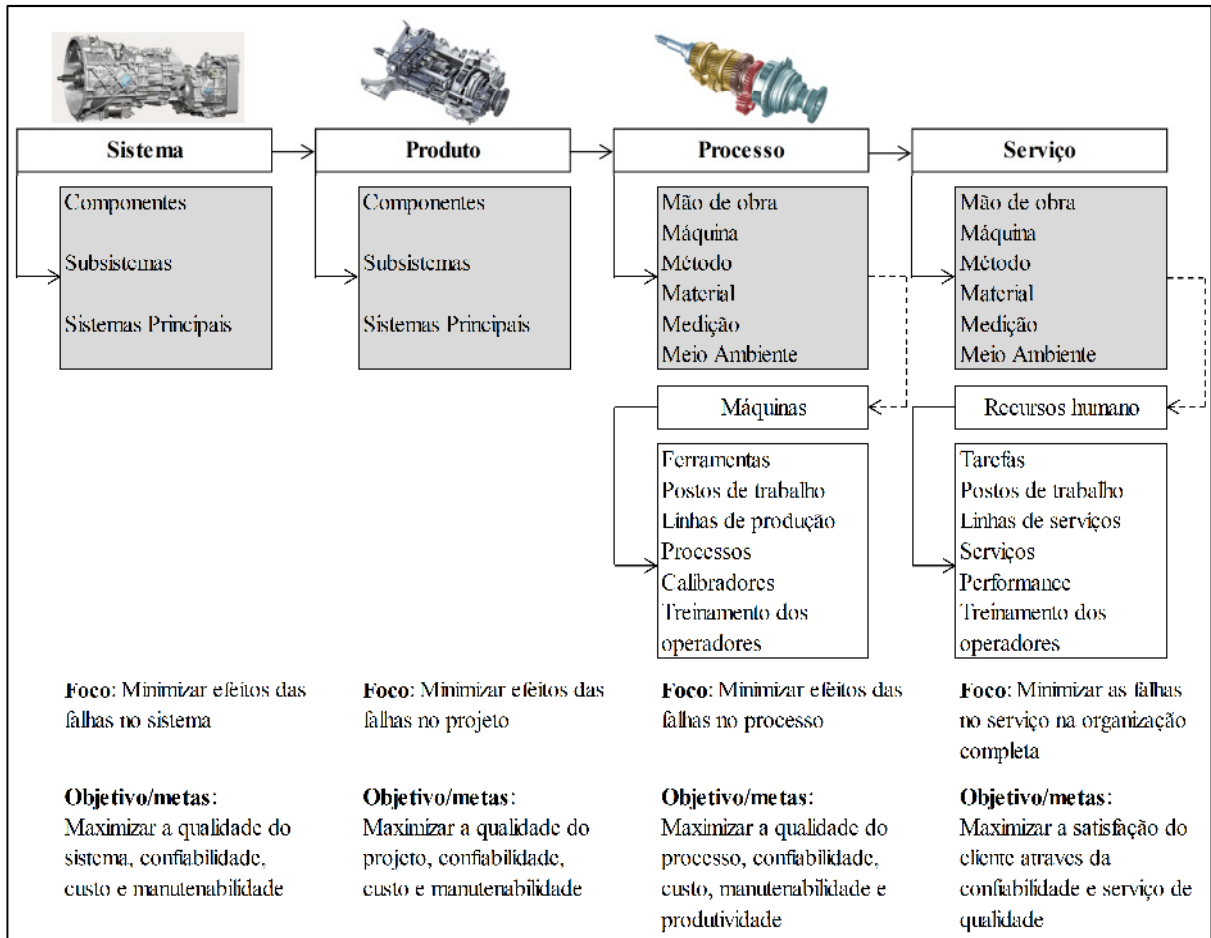 Sistema
Componentes
Subsistemas
Sistemas Principais
Foco: Minimizar efeitos das
falhas no sistema
Objetivo/metas:
Maximizar a qualidade do
sistema, confiabilidade,
custo e manutenabilidade
Produto
Componentes
Subsistemas
Sistemas Principais
Foco: Minimizar efeitos das
falhas no projeto
Objetivo/metas:
Maximizar a qualidade do
projeto, confiabilidade,
custo e manutenabilidade
Processo
Mão de obra
Máquina
Método
Material
Medição
Meio Ambiente
Máquinas
Ferramentas
Postos de trabalho
Linhas de produção
Processos
Calibradores
Treinamento dos
operadores
Foco: Minimizar efeitos das
falhas no processo
Objetivo/metas:
Maximizar a qualidade do
processo, confiabilidade,
custo, manutenabilidade e
produtividade
Serviço
Mão de obra
Máquina
Método
Material
Medição
Meio Ambiente
Recursos humano
Tarefas
Postos de trabalho
Linhas de serviços
Serviços
Performance
Treinamento dos
operadores
Foco: Minimizar as falhas
no serviço na organização
completa
Objetivo/metas:
Maximizar a satisfação do
cliente atraves da
confiabilidade e serviço de
qualidade